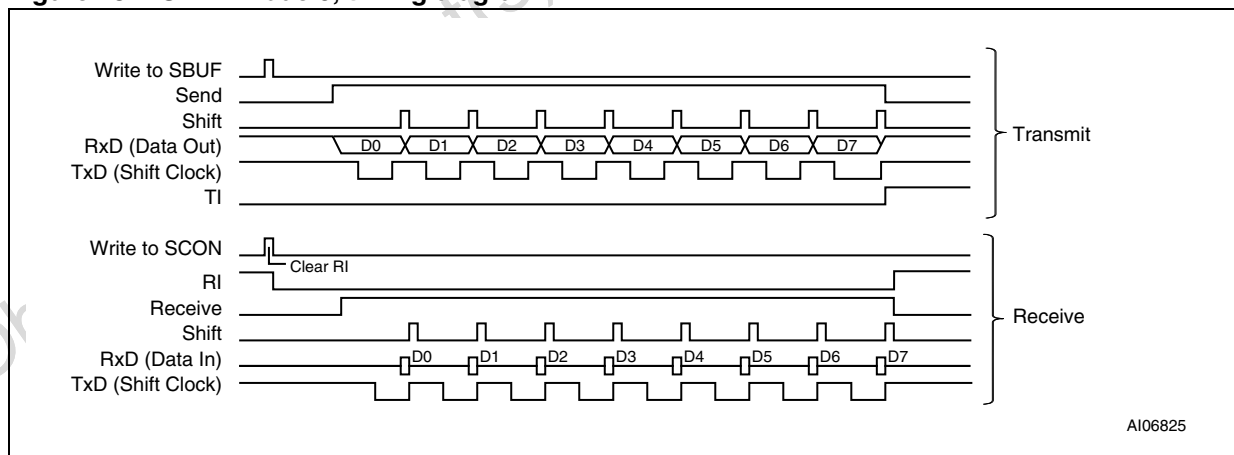 Write to SBUF
Send
Shift
RxD (Data Out)
D0 D1 D2 D3 D4 D5 D6 D7
TxD (Shift Clock)
TI
Transmit
Write to SCON
Clear RI
RI
Receive
Shift
RxD (Data In)
D0 D1 D2 D3 D4 D5 D6 D7
TxD (Shift Clock)
Receive
AI06825